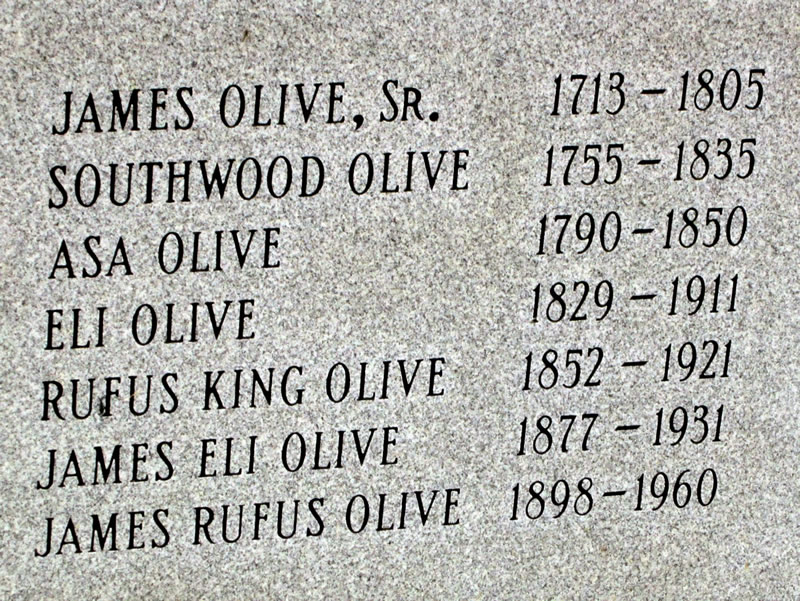 JAMES OLIVE, SR. 1713 – 1805
SOUTHWOOD OLIVE 1755 – 1835
ASA OLIVE 1790 – 1850
ELI OLIVE 1829 – 1911
RUFUS KING OLIVE 1852 – 1921
JAMES ELI OLIVE 1877 – 1931
JAMES RUFUS OLIVE 1898 – 1960